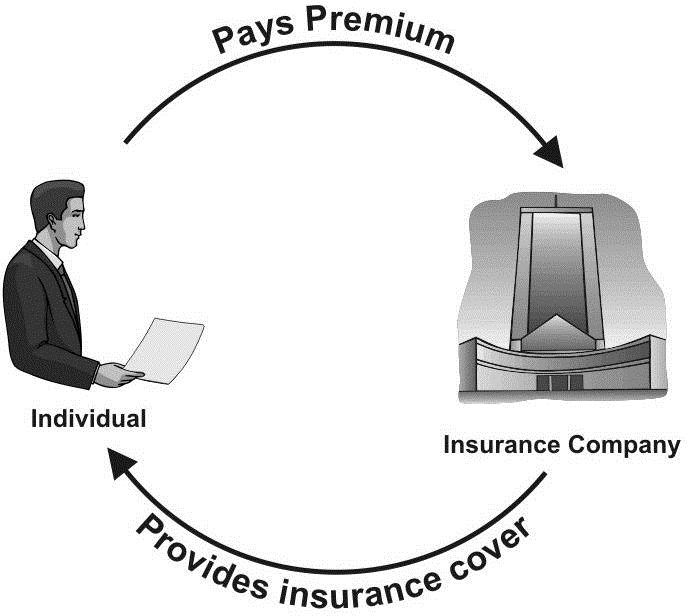 Pays Premium
Individual
Insurance Company
Provides insurance cover